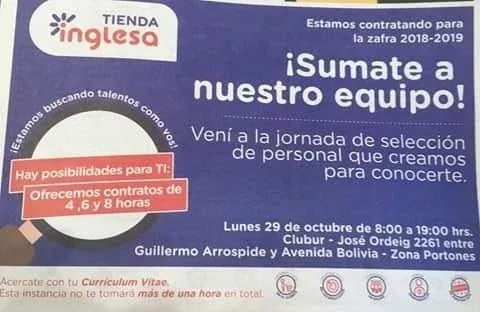 TIENDA
inglesa
Estamos contratando para
la zafra 2018-2019
¡Sumate a
nuestro equipo!
¡Estamos buscando talentos como vos!
Vení a la jornada de selección
de personal que creamos
para conocerte.
Hay posibilidades para TI:
Ofrecemos contratos de
4 ,6 y 8 horas
Lunes 29 de octubre de 8:00 a 19:00 hrs.
Clubur - José Ordeig 2261 entre
Guillermo Arrospide y Avenida Bolivia - Zona Portones
Acercate con tu Currículum Vitae.
Esta instancia no te tomará más de una hora en total.